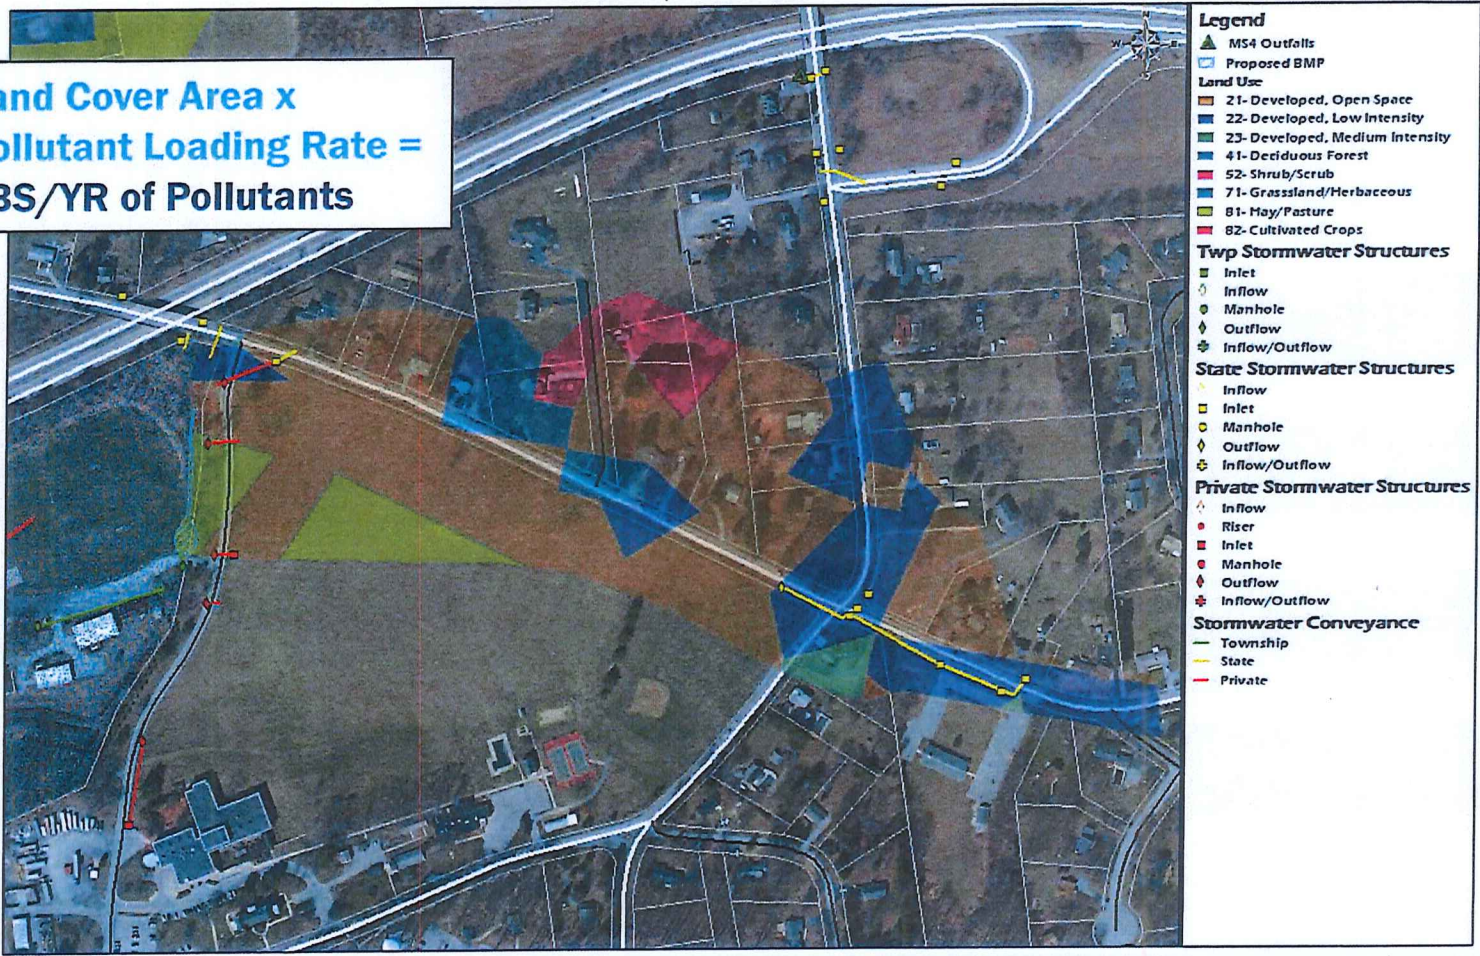 and Cover Area x
ollutant Loading Rate =
BS/YR of Pollutants
Legend
MS4 Outfalls
Proposed BMP
Land Use
21- Developed, Open Space
22- Developed, Low Intensity
23- Developed, Medium Intensity
41- Deciduous Forest
52- Shrub/Scrub
71- Grassland/Herbaceous
81- Hay/Pasture
82- Cultivated Crops
Twp Stormwater Structures
Inlet
Inflow
Manhole
Outflow
Inflow/Outflow
State Stormwater Structures
Inflow
Inlet
Manhole
Outflow
Inflow/Outflow
Private Stormwater Structures
Inflow
Riser
Inlet
Manhole
Outflow
Inflow/Outflow
Stormwater Conveyance
Township
State
Private
N
W
E
S